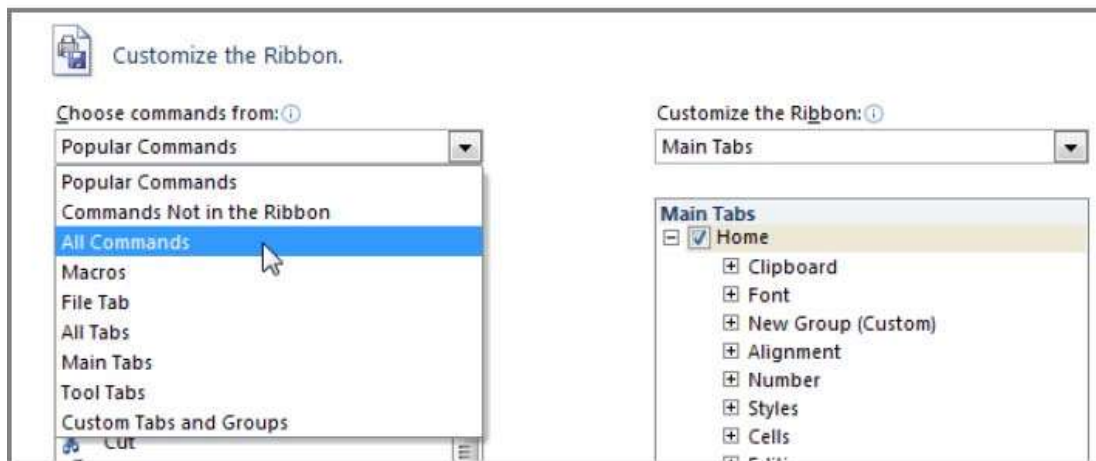 Customize the Ribbon.
Choose commands from:
Popular Commands
Popular Commands
Commands Not in the Ribbon
All Commands
Macros
File Tab
All Tabs
Main Tabs
Tool Tabs
Custom Tabs and Groups
Cut
Customize the Ribbon:
Main Tabs
Main Tabs
Home
Clipboard
Font
New Group (Custom)
Alignment
Number
Styles
Cells